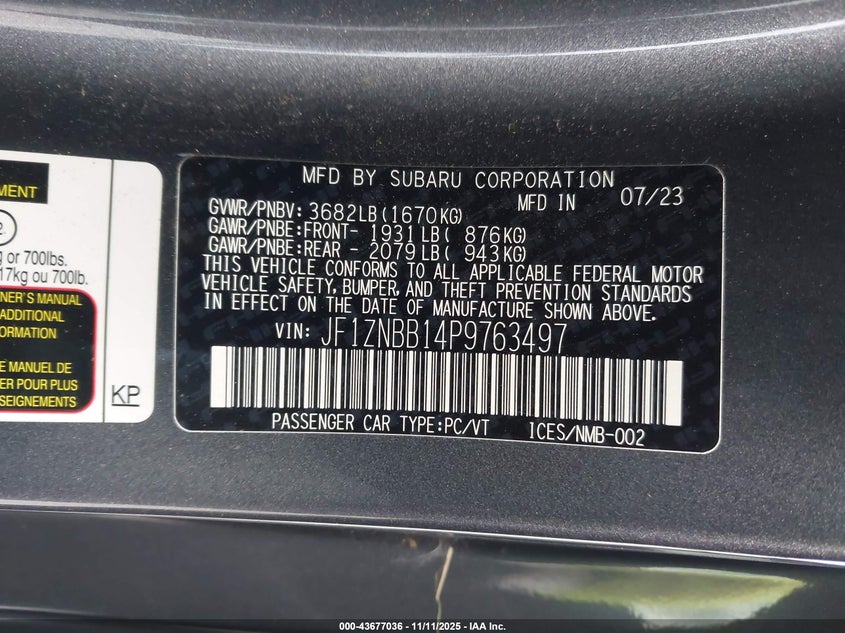 MENT
g or 700lbs.
17kg ou 700lb.
NER'S MANUAL
ADDITIONAL
ORMATION
E MANUEL DE
ER POUR PLUS
SEIGNEMENTS
KP
MFD BY SUBARU CORPORATION
MFD IN 07/23
GVWR/PNBV: 3682LB(1670KG)
GAWR/PNBE:FRONT- 1931LB( 876KG)
GAWR/PNBE:REAR - 2079LB( 943KG)
THIS VEHICLE CONFORMS TO ALL APPLICABLE FEDERAL MOTOR
VEHICLE SAFETY, BUMPER, AND THEFT PREVENTION STANDARDS
IN EFFECT ON THE DATE OF MANUFACTURE SHOWN ABOVE.
VIN: JF1ZNBB14P9763497
PASSENGER CAR TYPE:PC/VT ICES/NMB-002
000-43677036 - 11/11/2025 - IAA Inc.